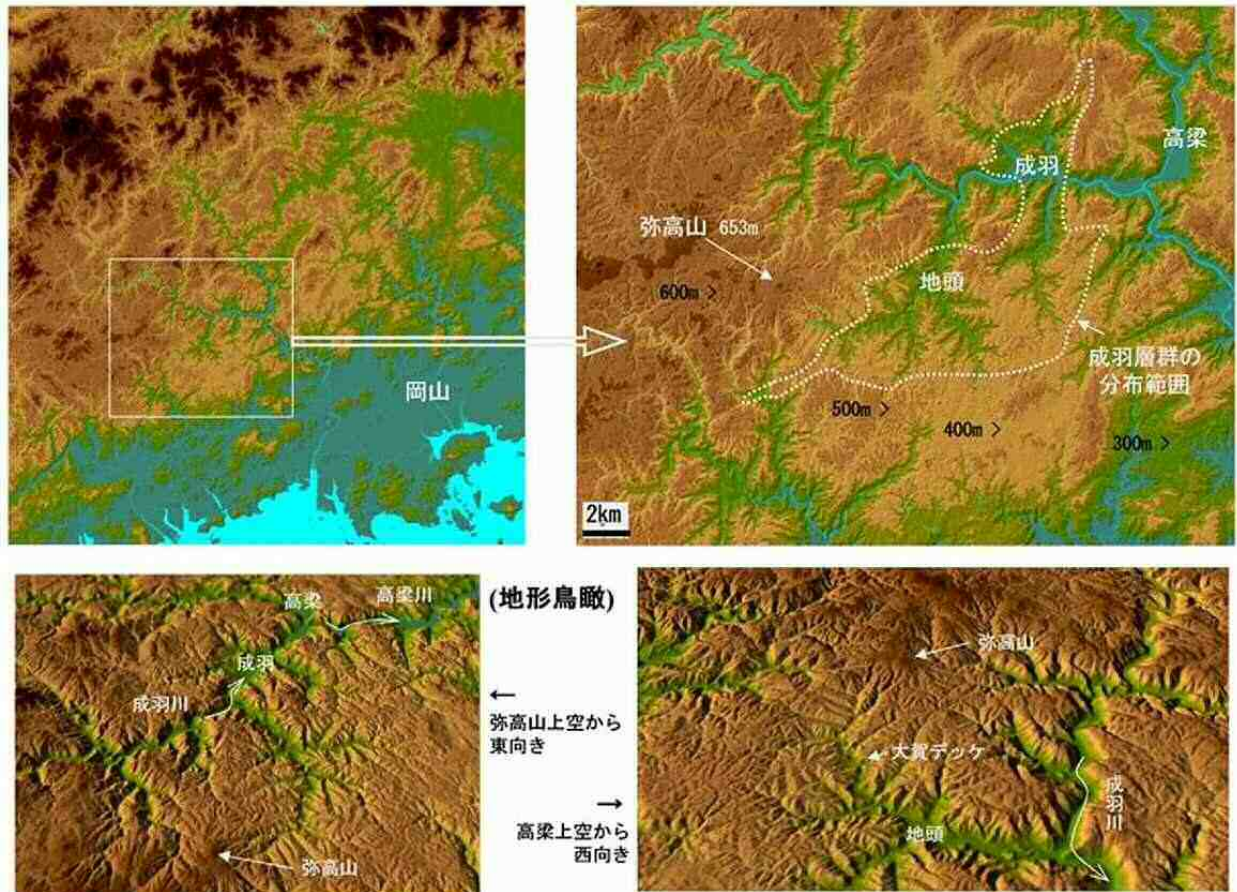 岡山
高梁
成羽
弥高山 653m
地頭
600m >
成羽層群の
分布範囲
500m >
400m >
300m >
2km
(地形鳥瞰)
高梁
高梁川
成羽
成羽川
弥高山
←
弥高山上空から
東向き
→
高梁上空から
西向き
弥高山
大賀デッケ
成羽川
地頭